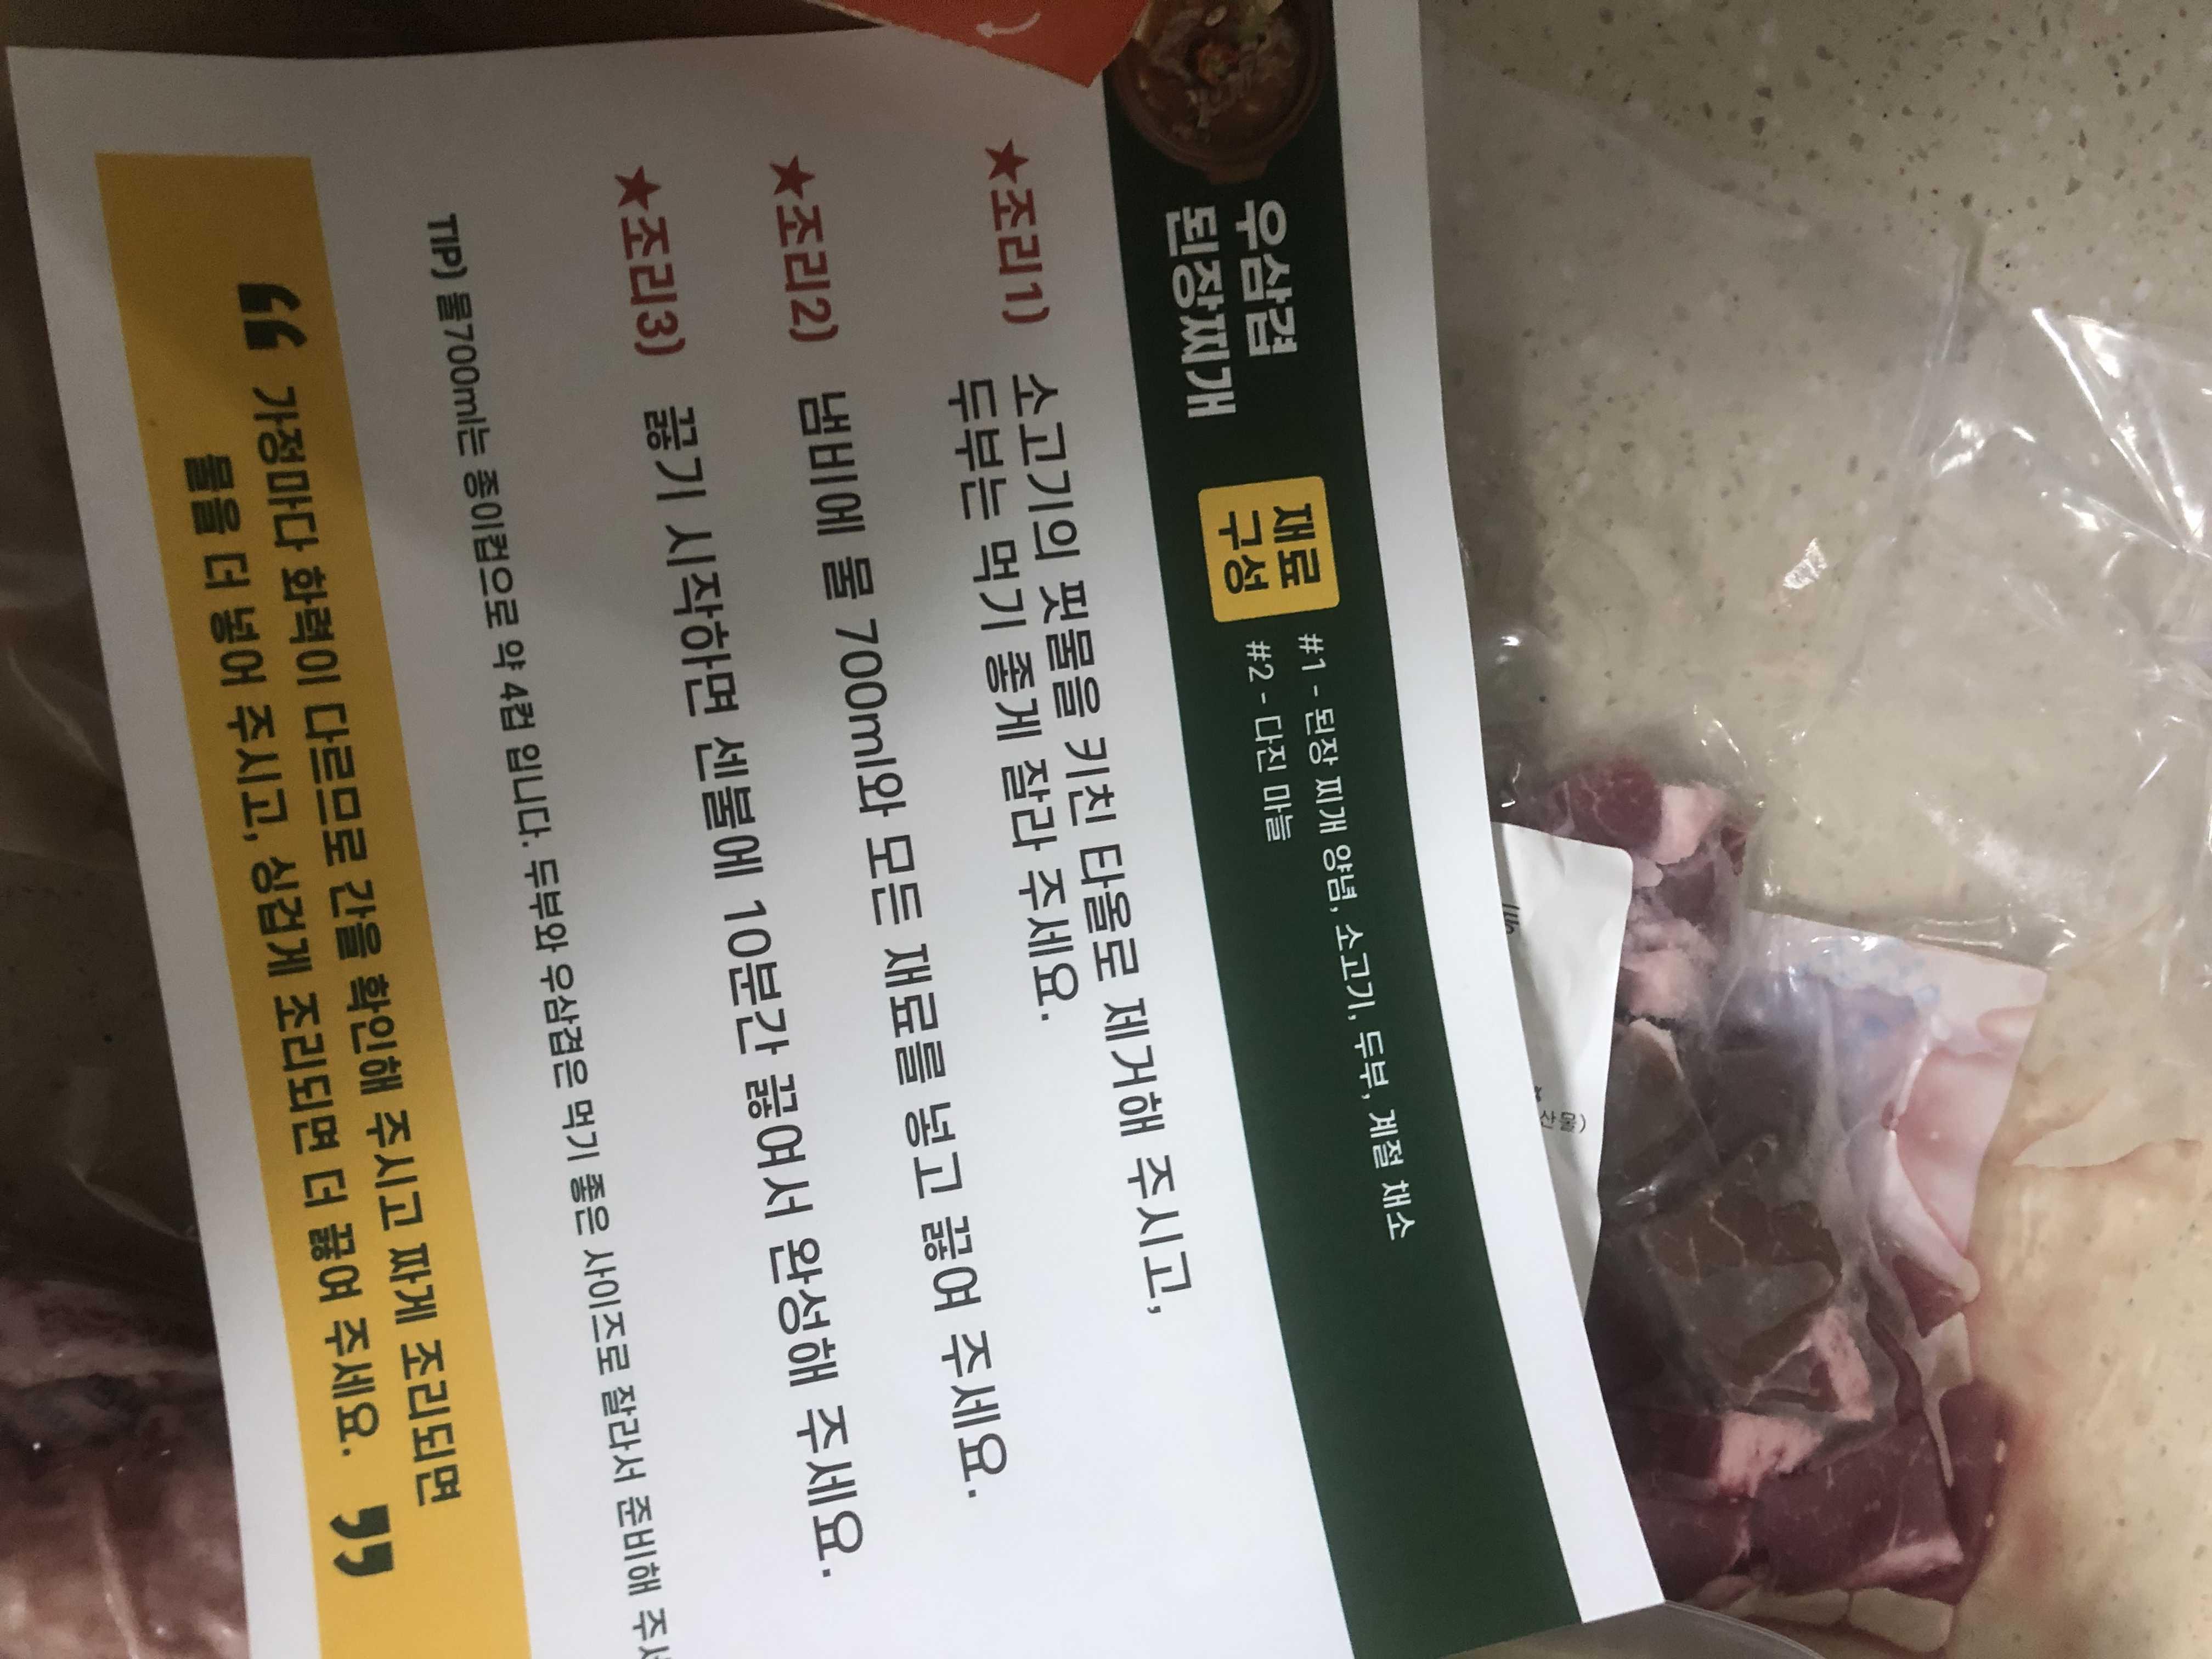 우삼겹
된장찌개
재료
구성
#1 - 된장 찌개 양념, 소고기, 두부, 계절 채소
#2 - 다진 마늘
★조리1) 소고기의 핏물을 키친 타올로 제거해 주시고,
두부는 먹기 좋게 잘라 주세요.
★조리2) 냄비에 물 700ml와 모든 재료를 넣고 끓여 주세요.
★조리3) 끓기 시작하면 센불에 10분간 끓여서 완성해 주세요.
TIP) 물700ml는 종이컵으로 약 4컵 입니다. 두부와 우삼겹은 먹기 좋은 사이즈로 잘라서 준비해 주
“ 가정마다 화력이 다르므로 간을 확인해 주시고 짜게 조리되면
물을 더 넣어 주시고, 싱겁게 조리되면 더 끓여 주세요. ”
산물)